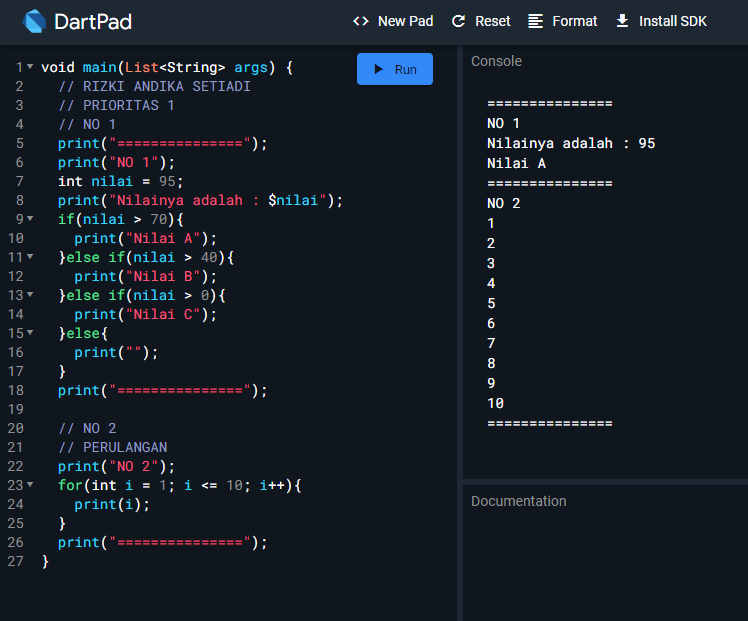 DartPad
<> New Pad Reset Format Install SDK
1 void main(List<String> args) {
2   // RIZKI ANDIKA SETIADI
3   // PRIORITAS 1
4   // NO 1
5   print("===============");
6   print("NO 1");
7   int nilai = 95;
8   print("Nilainya adalah : $nilai");
9   if(nilai > 70){
10     print("Nilai A");
11   }else if(nilai > 40){
12     print("Nilai B");
13   }else if(nilai > 0){
14     print("Nilai C");
15   }else{
16     print("");
17   }
18   print("===============");
19
20   // NO 2
21   // PERULANGAN
22   print("NO 2");
23   for(int i = 1; i <= 10; i++){
24     print(i);
25   }
26   print("===============");
27 }
Run
Console
===============
NO 1
Nilainya adalah : 95
Nilai A
===============
NO 2
1
2
3
4
5
6
7
8
9
10
===============
Documentation